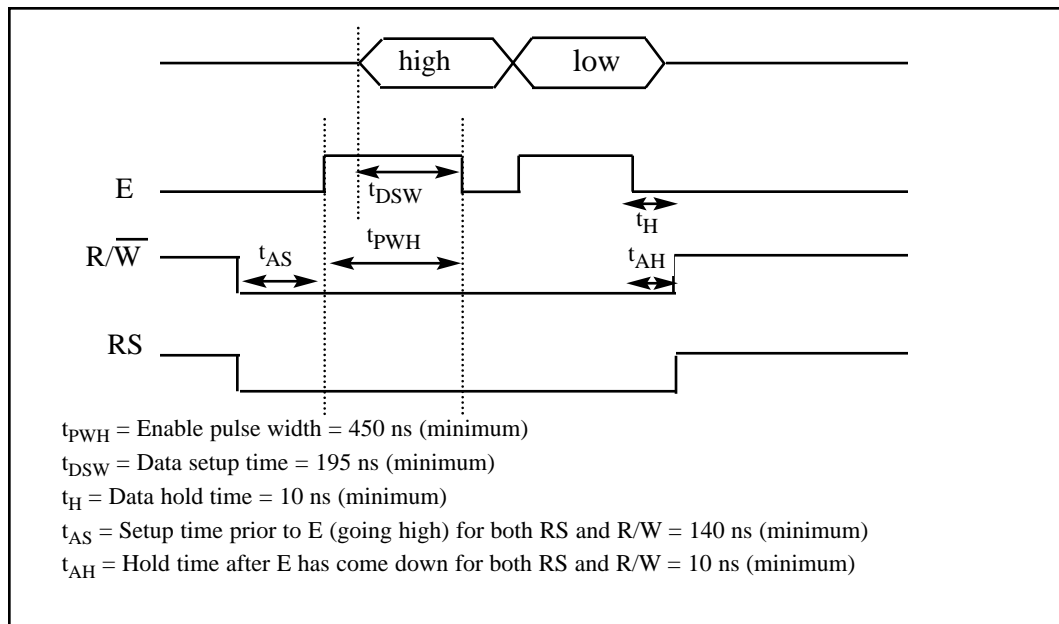 high low
E
tDSW
tH
tPWH
R/W̅
tAS
tAH
RS
tPWH = Enable pulse width = 450 ns (minimum)
tDSW = Data setup time = 195 ns (minimum)
tH = Data hold time = 10 ns (minimum)
tAS = Setup time prior to E (going high) for both RS and R/W = 140 ns (minimum)
tAH = Hold time after E has come down for both RS and R/W = 10 ns (minimum)